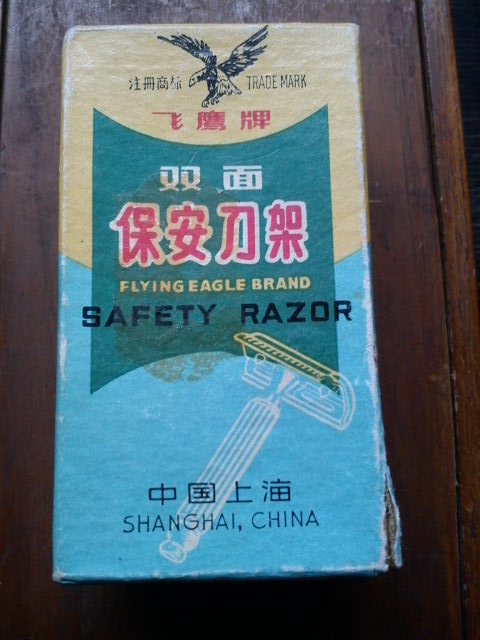 注册商标 TRADE MARK
飞鹰牌
双面
保安刀架
FLYING EAGLE BRAND
SAFETY RAZOR
中国上海
SHANGHAI, CHINA